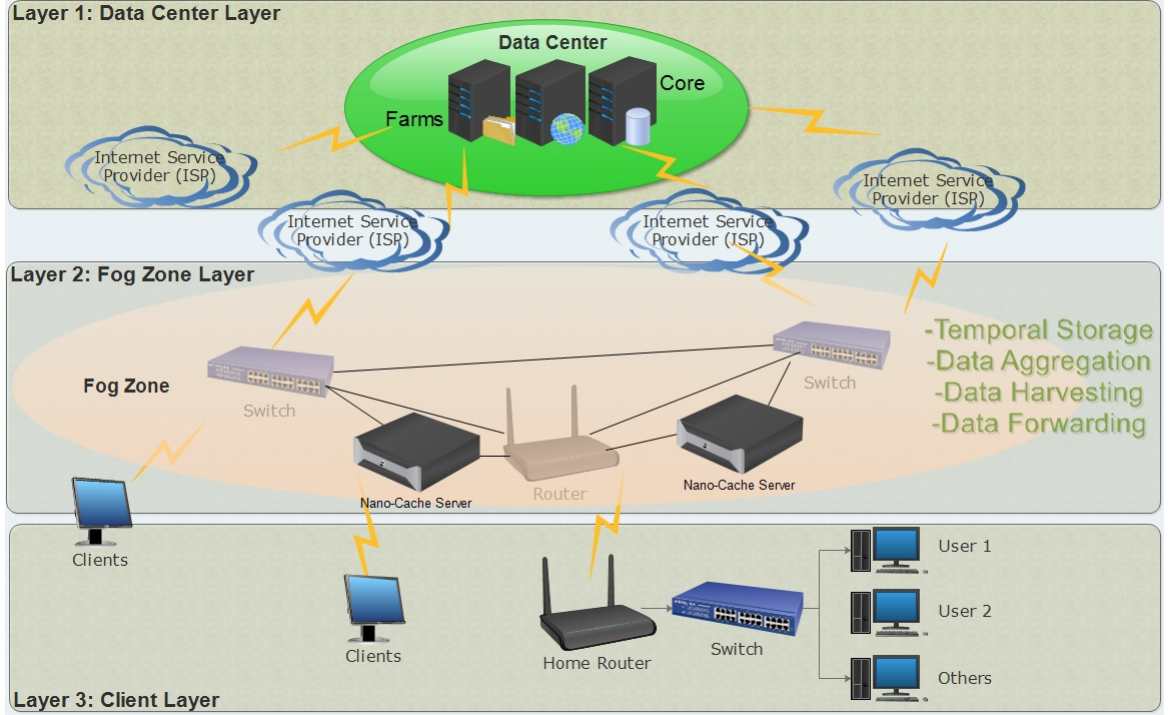 Layer 1: Data Center Layer
Data Center
Core
Farms
Internet Service
Provider (ISP)
Internet Service
Provider (ISP)
Internet Service
Provider (ISP)
Internet Service
Provider (ISP)
Layer 2: Fog Zone Layer
-Temporal Storage
-Data Aggregation
-Data Harvesting
-Data Forwarding
Fog Zone
Switch
Switch
Nano-Cache Server
Router
Nano-Cache Server
Clients
Clients
Home Router
Switch
User 1
User 2
Others
Layer 3: Client Layer